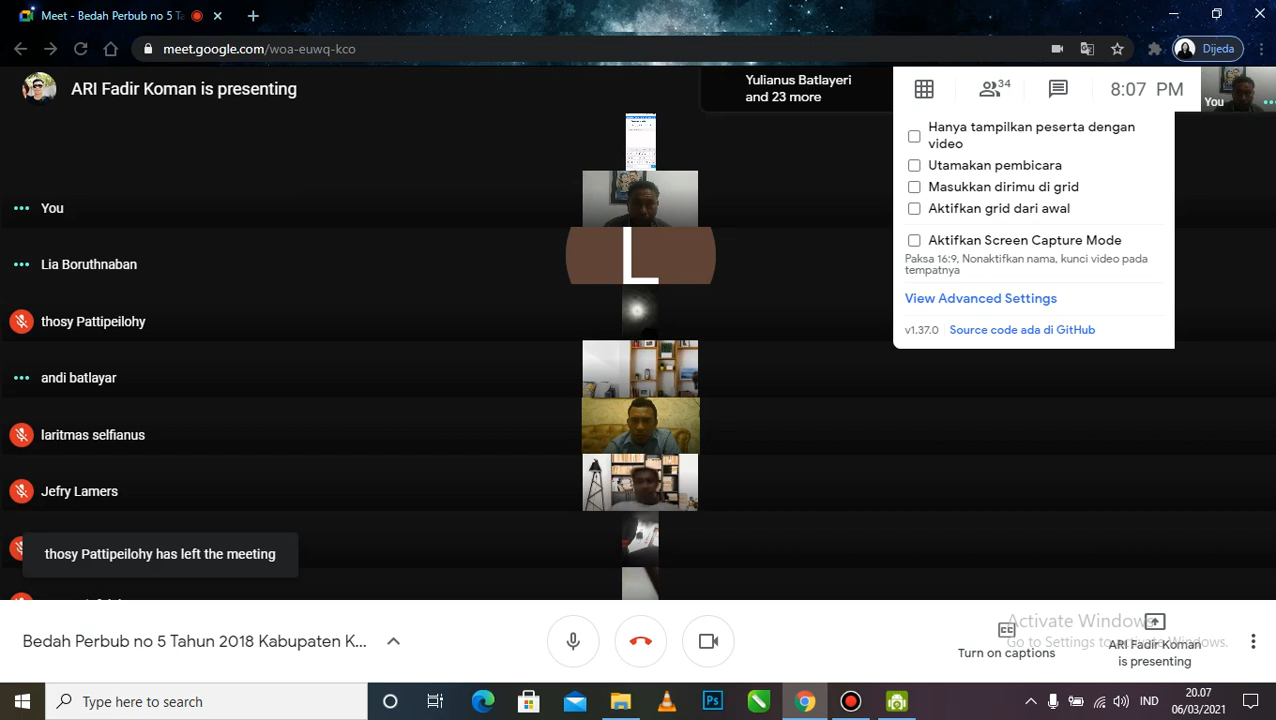 Meet - Bedah Perbub no 5 Ta
meet.google.com/woa-euwq-kco
Dijeda
ARI Fadir Koman is presenting
Yulianus Batlayeri
and 23 more
34
8:07 PM
You
Hanya tampilkan peserta dengan
video
Utamakan pembicara
Masukkan dirimu di grid
Aktifkan grid dari awal
Aktifkan Screen Capture Mode
Paksa 16:9, Nonaktifkan nama, kunci video pada
tempatnya
View Advanced Settings
v1.37.0 Source code ada di GitHub
You
Lia Boruthnaban
L
thosy Pattipeilohy
andi batlayar
laritmas selfianus
Jefry Lamers
thosy Pattipeilohy has left the meeting
Bedah Perbub no 5 Tahun 2018 Kabupaten K...
CC
Turn on captions
ARI Fadir Koman
is presenting
Activate Windows
Go to Settings to activate Windows.
Type here to search
Ps
IND
20.07
06/03/2021